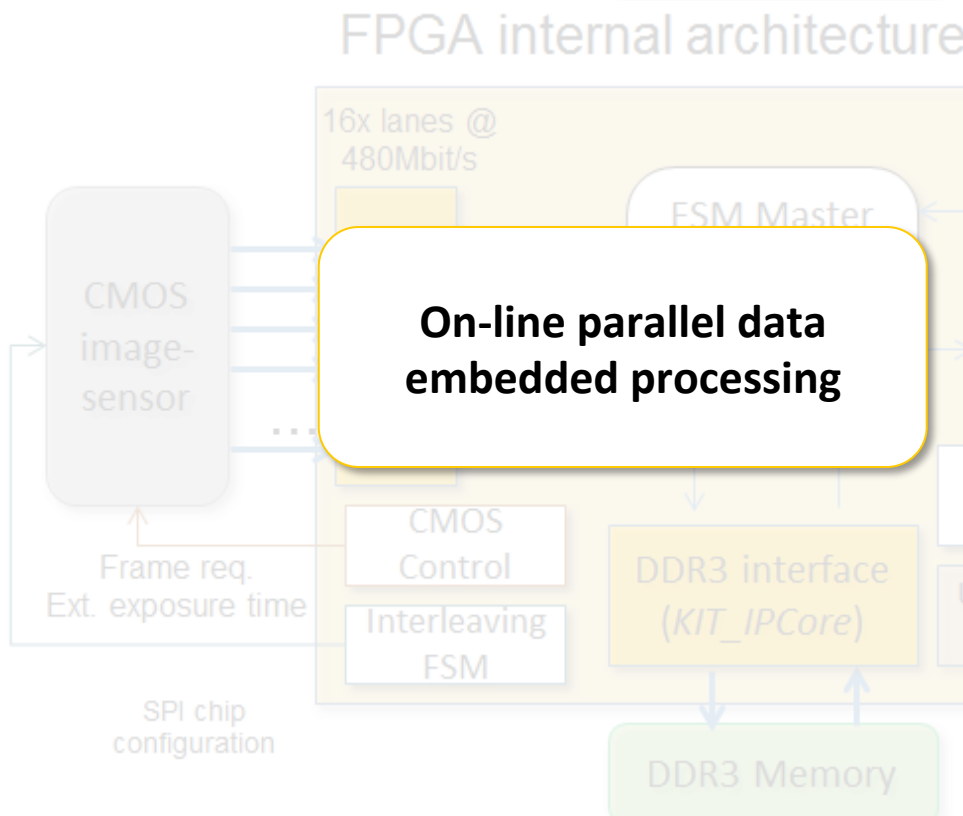 FPGA internal architecture
16x lanes @
480Mbit/s
FSM Master
CMOS
image-
sensor
On-line parallel data
embedded processing
...
CMOS
Control
Frame req.
Ext. exposure time
Interleaving
FSM
DDR3 interface
(KIT_IPCore)
SPI chip
configuration
DDR3 Memory